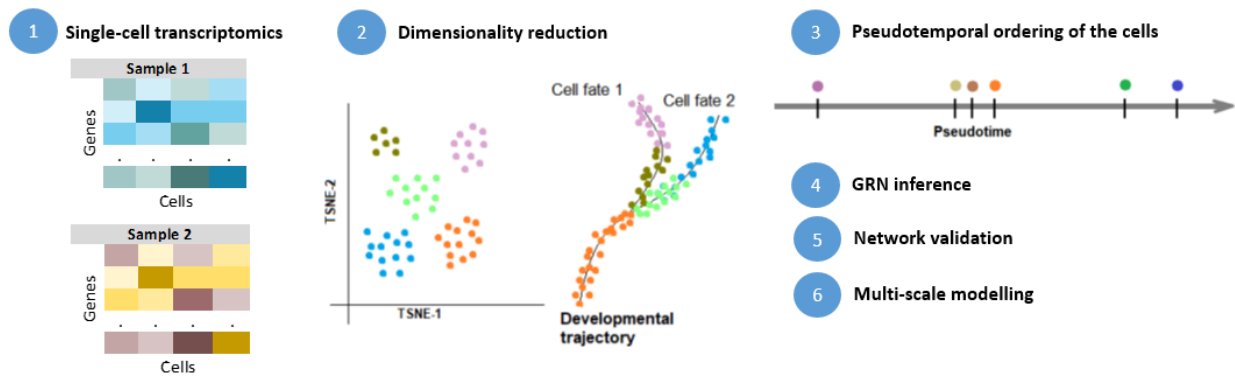 1 Single-cell transcriptomics
Sample 1
Genes
. . . .
Cells
Sample 2
Genes
. . . .
Cells
2 Dimensionality reduction
TSNE-2
TSNE-1
Cell fate 1
Cell fate 2
Developmental
trajectory
3 Pseudotemporal ordering of the cells
Pseudotime
4 GRN inference
5 Network validation
6 Multi-scale modelling